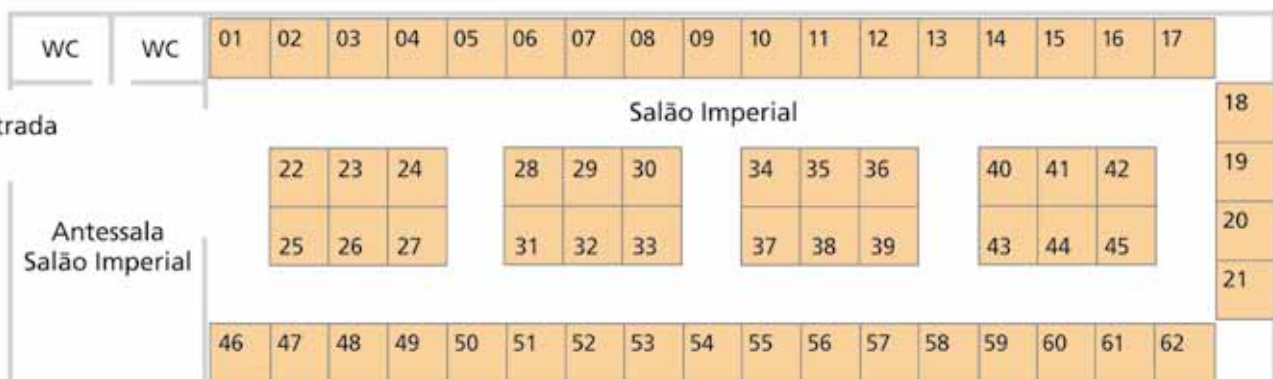 WC WC 01 02 03 04 05 06 07 08 09 10 11 12 13 14 15 16 17
Salão Imperial
18
trada
22 23 24 28 29 30 34 35 36 40 41 42 19
25 26 27 31 32 33 37 38 39 43 44 45 20
Antessala
Salão Imperial
21
46 47 48 49 50 51 52 53 54 55 56 57 58 59 60 61 62